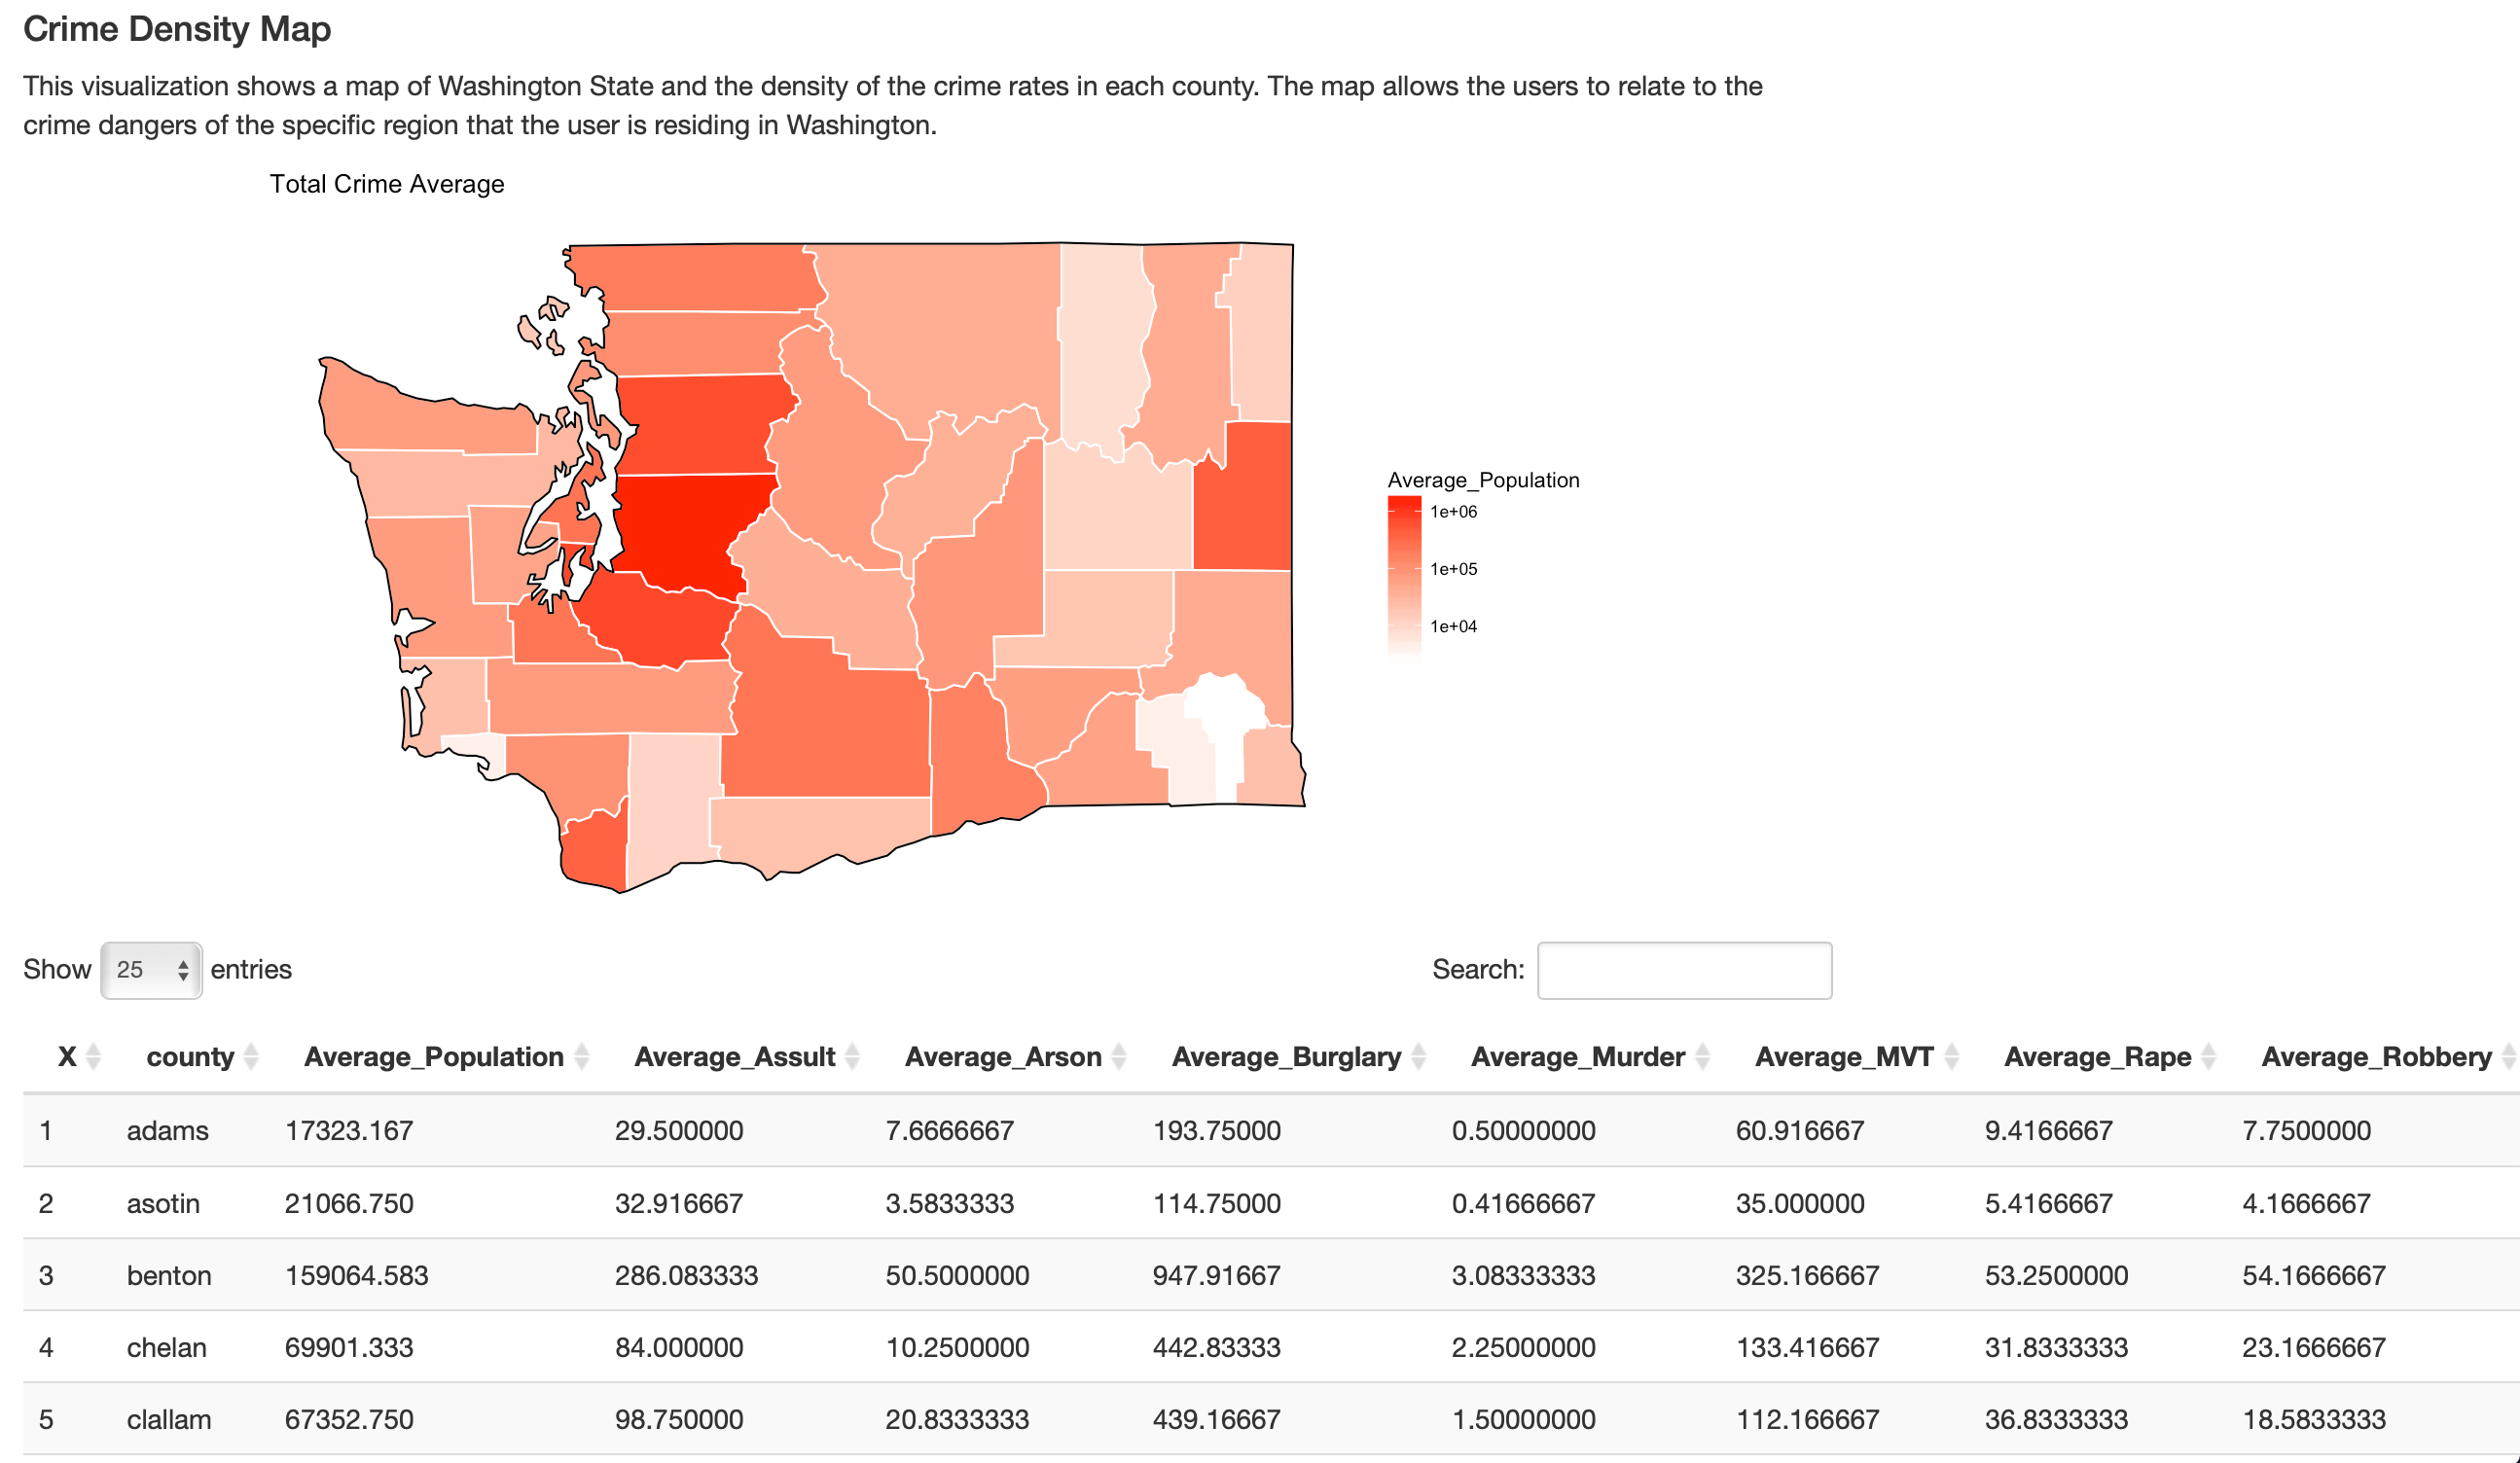 Crime Density Map
This visualization shows a map of Washington State and the density of the crime rates in each county. The map allows the users to relate to the
crime dangers of the specific region that the user is residing in Washington.
Total Crime Average
Average_Population
1e+06
1e+05
1e+04
Show 25 entries Search:
X county Average_Population Average_Assult Average_Arson Average_Burglary Average_Murder Average_MVT Average_Rape Average_Robbery
1 adams 17323.167 29.500000 7.6666667 193.75000 0.50000000 60.916667 9.4166667 7.7500000
2 asotin 21066.750 32.916667 3.5833333 114.75000 0.41666667 35.000000 5.4166667 4.1666667
3 benton 159064.583 286.083333 50.5000000 947.91667 3.08333333 325.166667 53.2500000 54.1666667
4 chelan 69901.333 84.000000 10.2500000 442.83333 2.25000000 133.416667 31.8333333 23.1666667
5 clallam 67352.750 98.750000 20.8333333 439.16667 1.50000000 112.166667 36.8333333 18.5833333